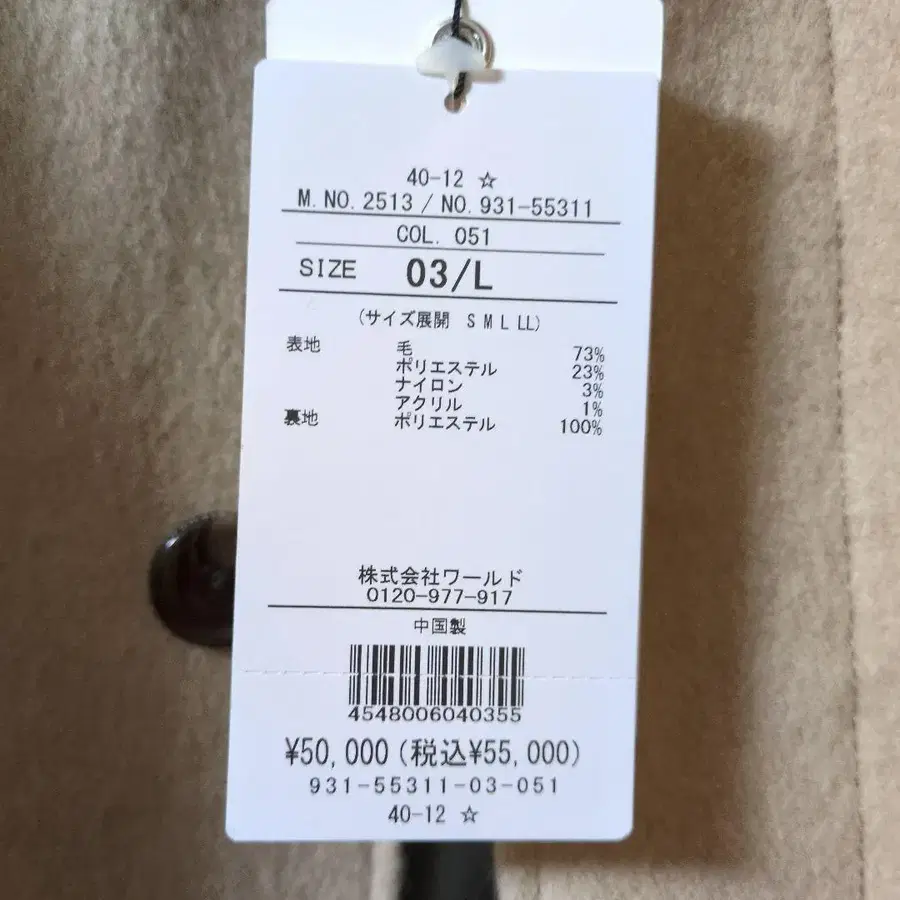 40-12 ☆
M.NO.2513 / NO.931-55311
COL. 051
SIZE 03/L
(サイズ展開 S M L LL)
表地 毛 73%
ポリエステル 23%
ナイロン 3%
アクリル 1%
裏地 ポリエステル 100%
株式会社ワールド
0120-977-917
中国製
4548006040355
¥50,000(税込¥55,000)
931-55311-03-051
40-12 ☆